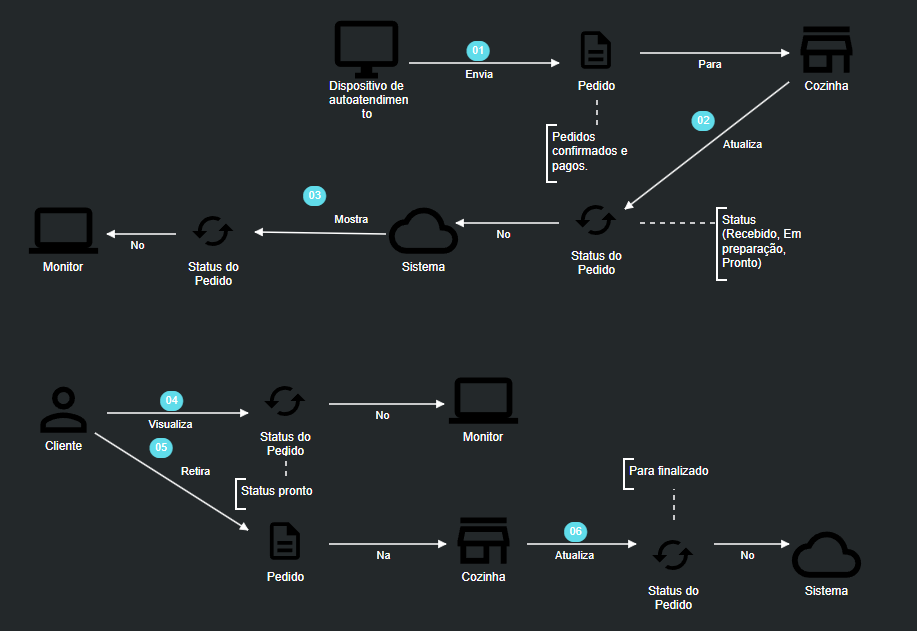 01
Envia
Para
Dispositivo de
autoatendimen
to
Pedido
Cozinha
Pedidos
confirmados e
pagos.
02
Atualiza
03
Mostra
No
No
Status
(Recebido, Em
preparação,
Pronto)
Monitor
Status do
Pedido
Sistema
Status do
Pedido
04
Visualiza
No
Cliente
Status do
Pedido
Monitor
05
Retira
Status pronto
Para finalizado
06
Na
Atualiza
No
Pedido
Cozinha
Status do
Pedido
Sistema